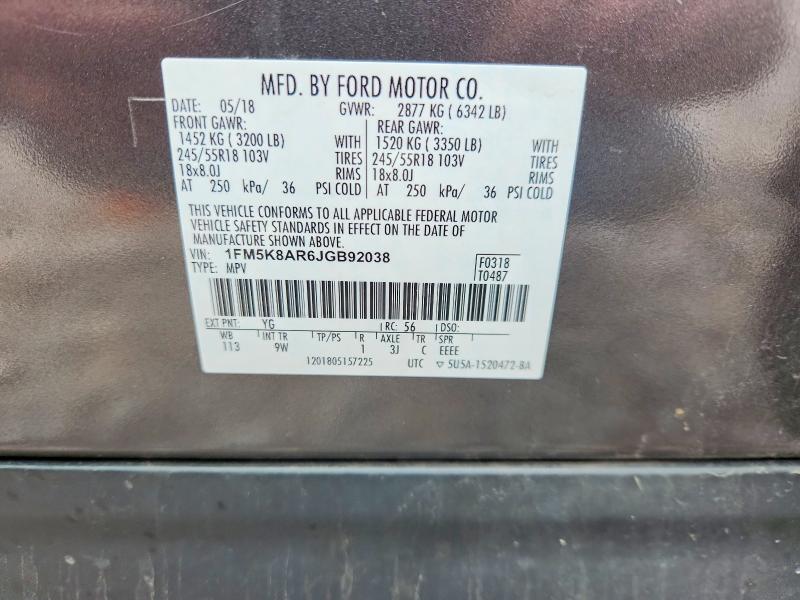 MFD. BY FORD MOTOR CO.
DATE: 05/18 GVWR: 2877 KG ( 6342 LB)
FRONT GAWR: REAR GAWR:
1452 KG ( 3200 LB) WITH 1520 KG ( 3350 LB) WITH
245/55R18 103V TIRES 245/55R18 103V TIRES
18x8.0J RIMS 18x8.0J RIMS
AT 250 kPa/ 36 PSI COLD AT 250 kPa/ 36 PSI COLD
THIS VEHICLE CONFORMS TO ALL APPLICABLE FEDERAL MOTOR
VEHICLE SAFETY STANDARDS IN EFFECT ON THE DATE OF
MANUFACTURE SHOWN ABOVE.
VIN: 1FM5K8AR6JGB92038 F0318
TYPE: MPV T0487
EXT PNT: YG RC: 56 DSO:
WB INT TR TP/PS R AXLE TR SPR
113 9W 1 3J C EEEE
1201805157225 UTC ▽ 5U5A-1520472-BA